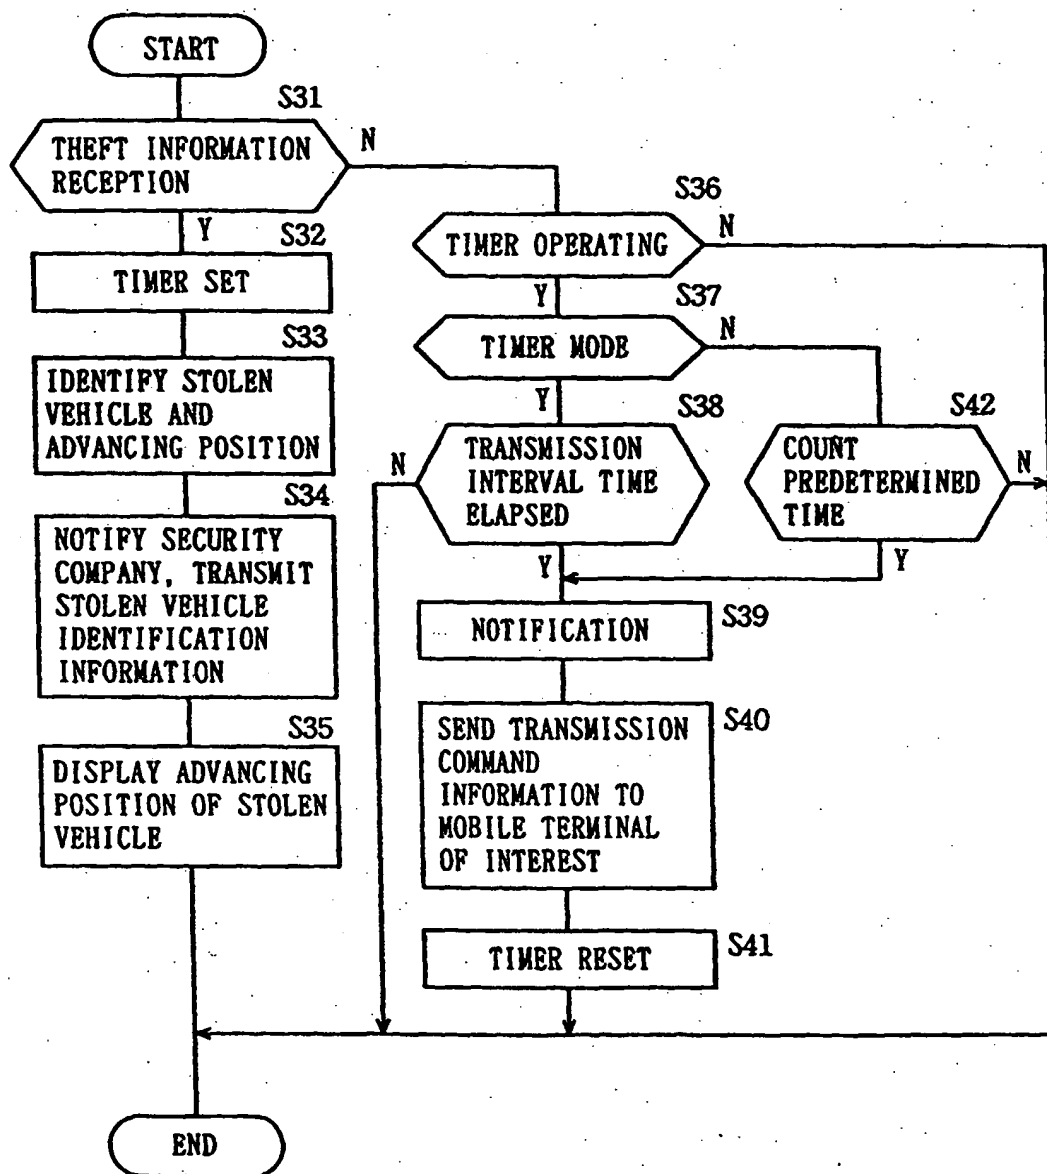 START
S31
THEFT INFORMATION
RECEPTION
N
Y
S32
TIMER SET
S33
IDENTIFY STOLEN
VEHICLE AND
ADVANCING POSITION
S34
NOTIFY SECURITY
COMPANY, TRANSMIT
STOLEN VEHICLE
IDENTIFICATION
INFORMATION
S35
DISPLAY ADVANCING
POSITION OF STOLEN
VEHICLE
S36
TIMER OPERATING
N
Y
S37
TIMER MODE
N
Y
S38
TRANSMISSION
INTERVAL TIME
ELAPSED
N
Y
S42
COUNT
PREDETERMINED
TIME
N
Y
NOTIFICATION
S39
SEND TRANSMISSION
COMMAND
INFORMATION TO
MOBILE TERMINAL
OF INTEREST
S40
TIMER RESET
S41
END